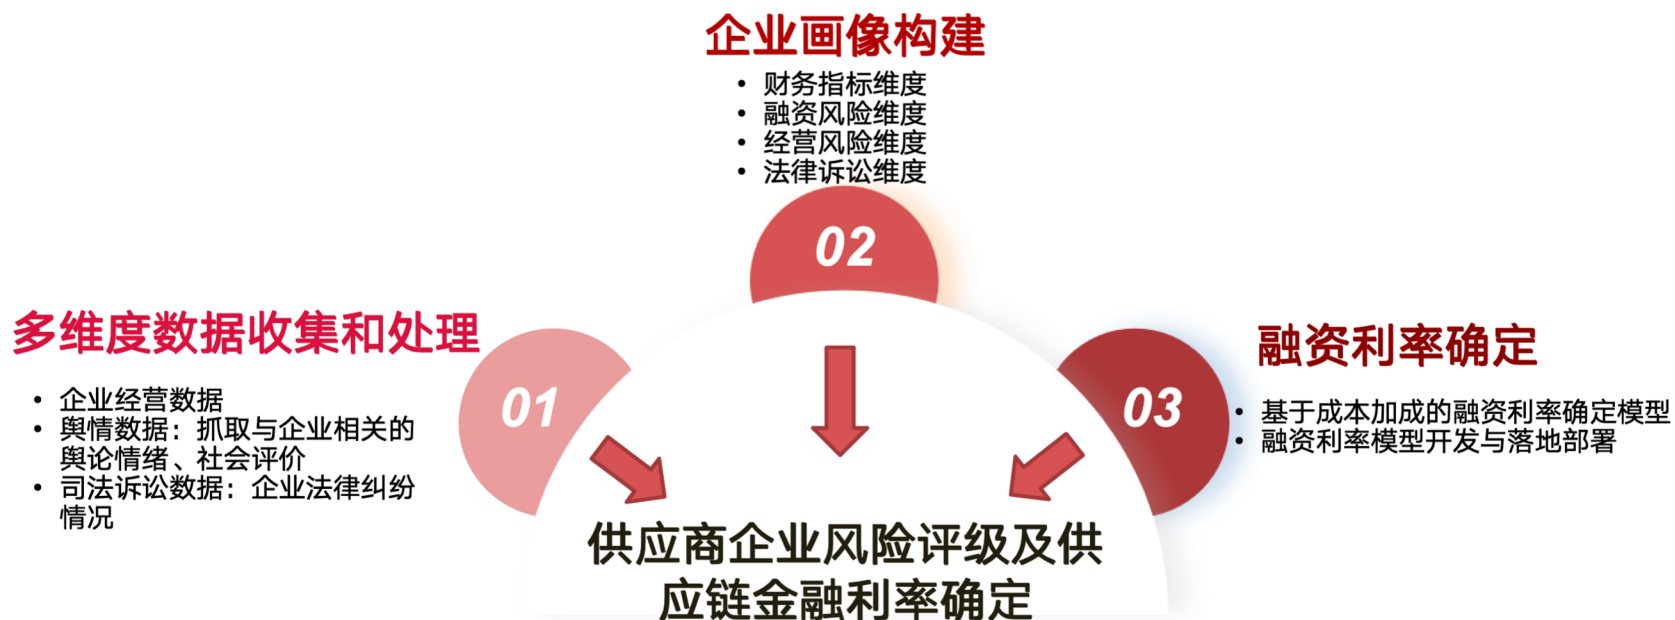 企业画像构建
• 财务指标维度
• 融资风险维度
• 经营风险维度
• 法律诉讼维度
02
多维度数据收集和处理
• 企业经营数据
• 舆情数据：抓取与企业相关的
舆论情绪、社会评价
• 司法诉讼数据：企业法律纠纷
情况
01
融资利率确定
• 基于成本加成的融资利率确定模型
• 融资利率模型开发与落地部署
03
供应商企业风险评级及供
应链金融利率确定